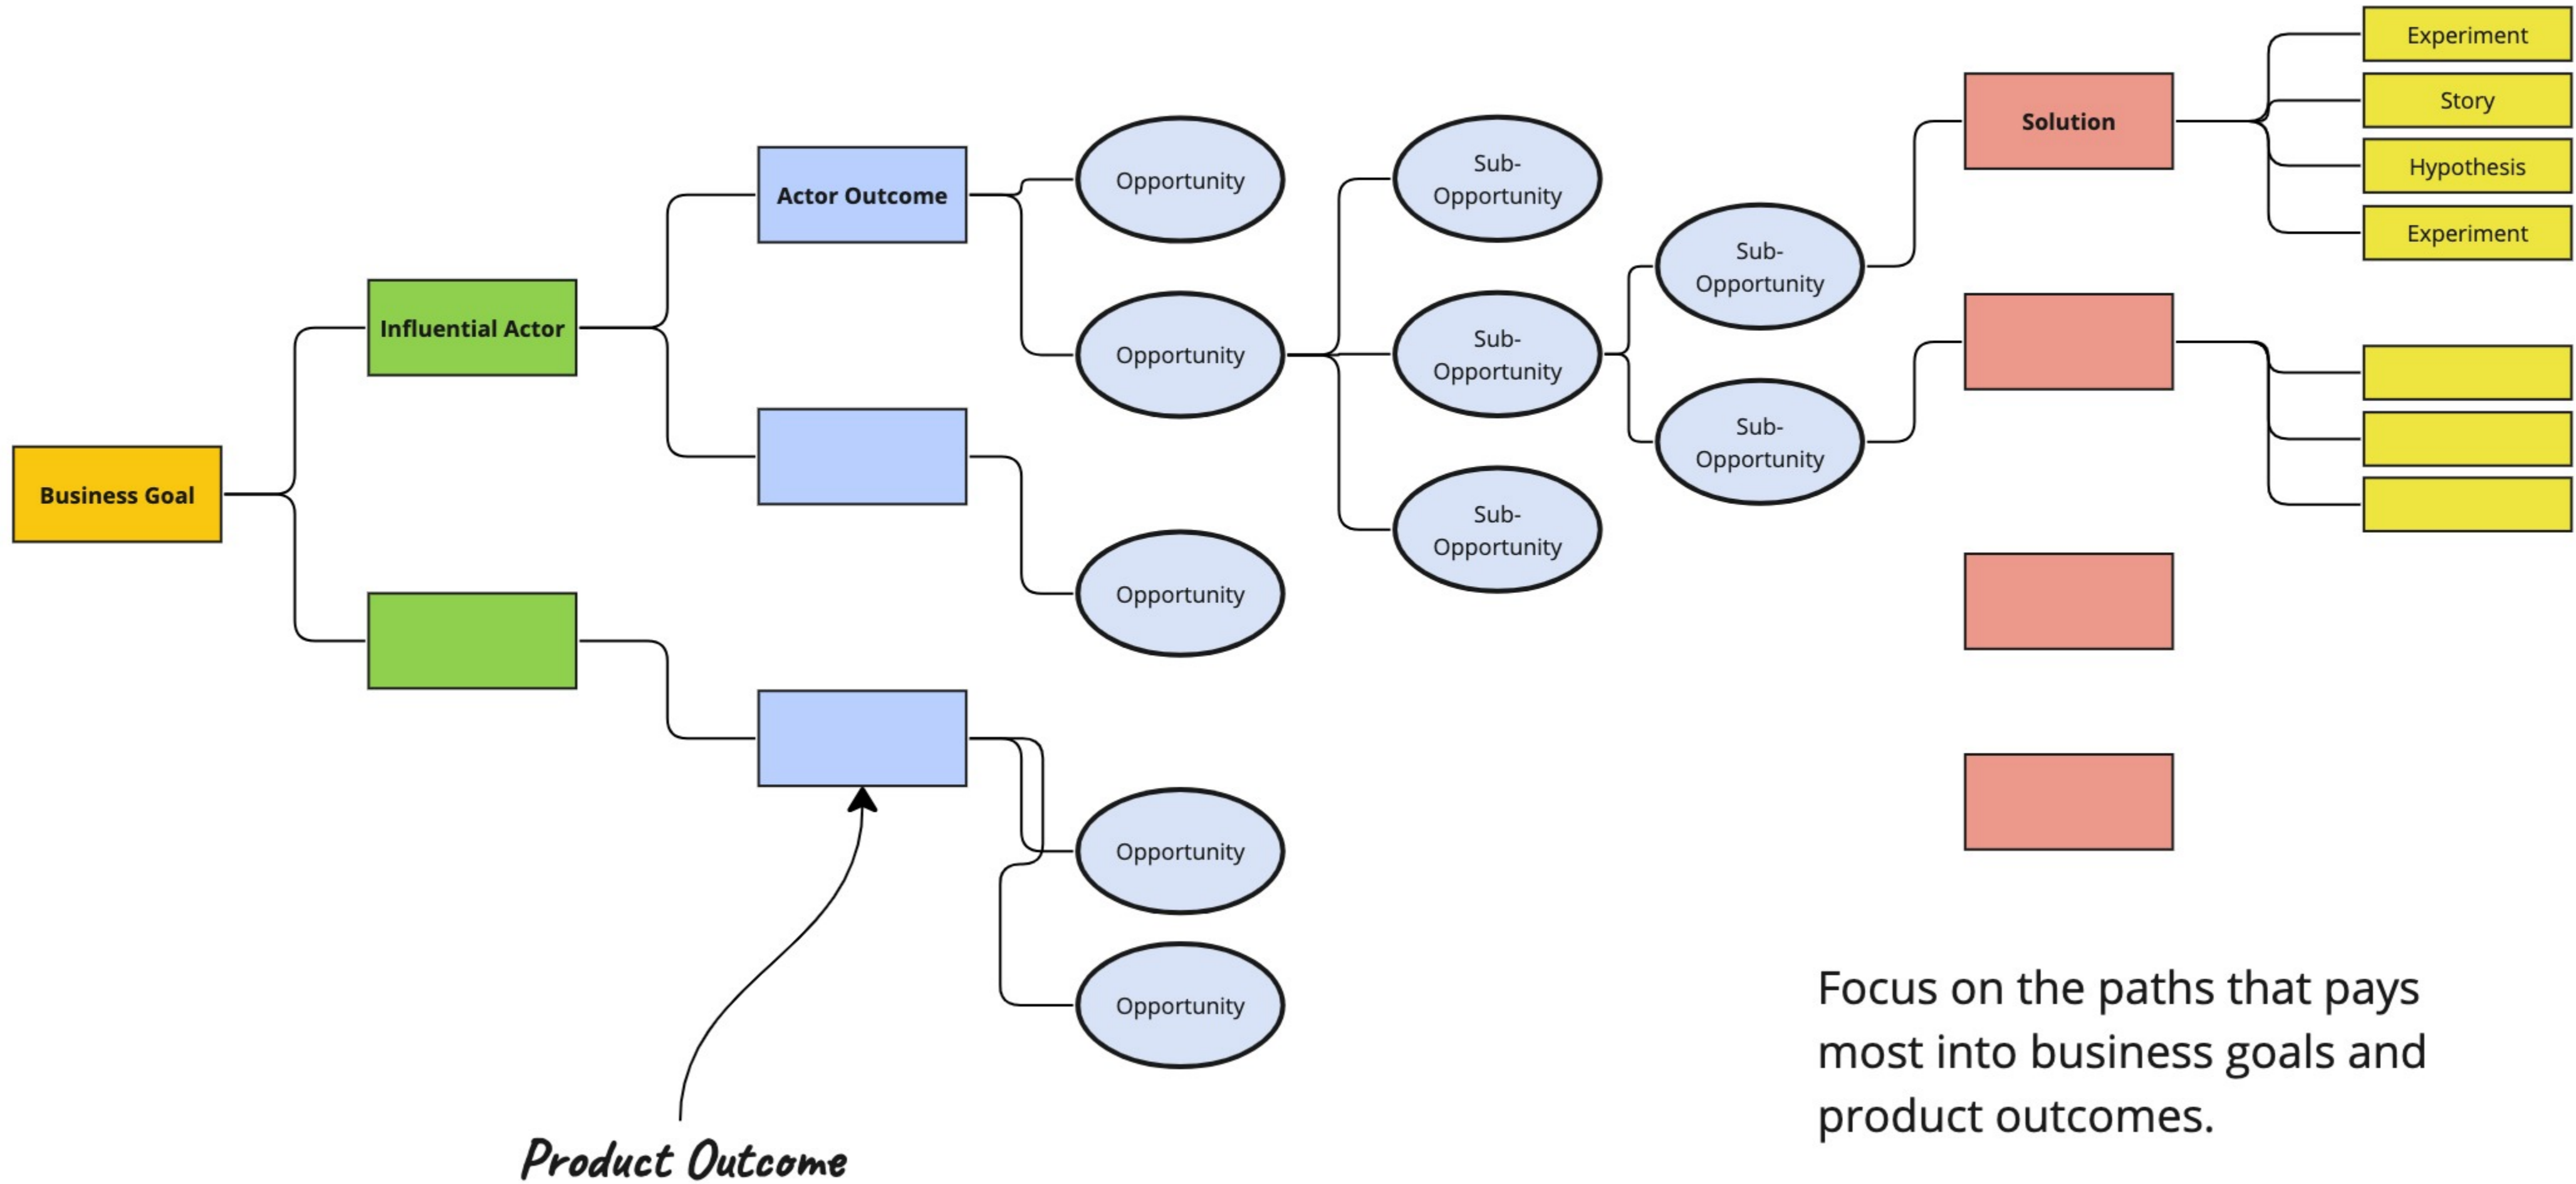 Business Goal
Influential Actor
Actor Outcome
Opportunity
Opportunity
Opportunity
Opportunity
Opportunity
Sub-
Opportunity
Sub-
Opportunity
Sub-
Opportunity
Sub-
Opportunity
Sub-
Opportunity
Solution
Experiment
Story
Hypothesis
Experiment
Product Outcome
Focus on the paths that pays
most into business goals and
product outcomes.